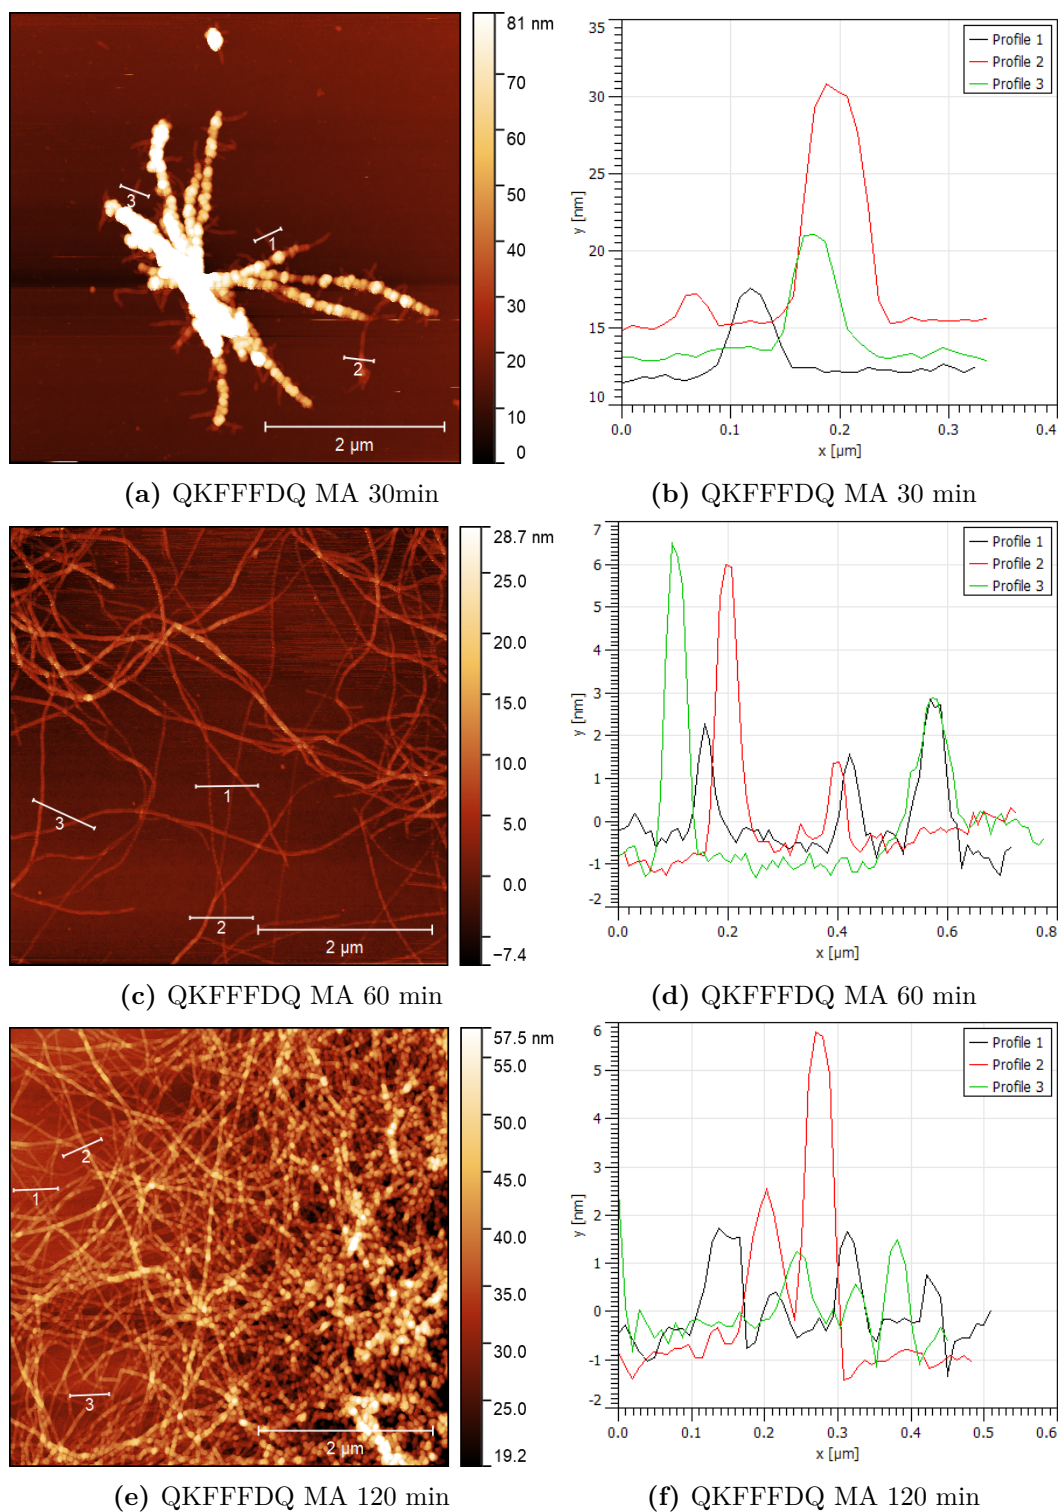 81 nm
70
60
50
40
30
20
10
0
3
1
2
2 µm
35
30
25
20
15
10
y [nm]
Profile 1
Profile 2
Profile 3
0.0 0.1 0.2 0.3 0.4
x [µm]
(a) QKFFFDQ MA 30min
(b) QKFFFDQ MA 30 min
28.7 nm
25.0
20.0
15.0
10.0
5.0
0.0
−7.4
1
3
2
2 µm
7
6
5
4
3
2
1
0
-1
-2
y [nm]
Profile 1
Profile 2
Profile 3
0.0 0.2 0.4 0.6 0.8
x [µm]
(c) QKFFFDQ MA 60 min
(d) QKFFFDQ MA 60 min
57.5 nm
55.0
50.0
45.0
40.0
35.0
30.0
25.0
19.2
2
1
3
2 µm
6
5
4
3
2
1
0
-1
-2
y [nm]
Profile 1
Profile 2
Profile 3
0.0 0.1 0.2 0.3 0.4 0.5 0.6
x [µm]
(e) QKFFFDQ MA 120 min
(f) QKFFFDQ MA 120 min